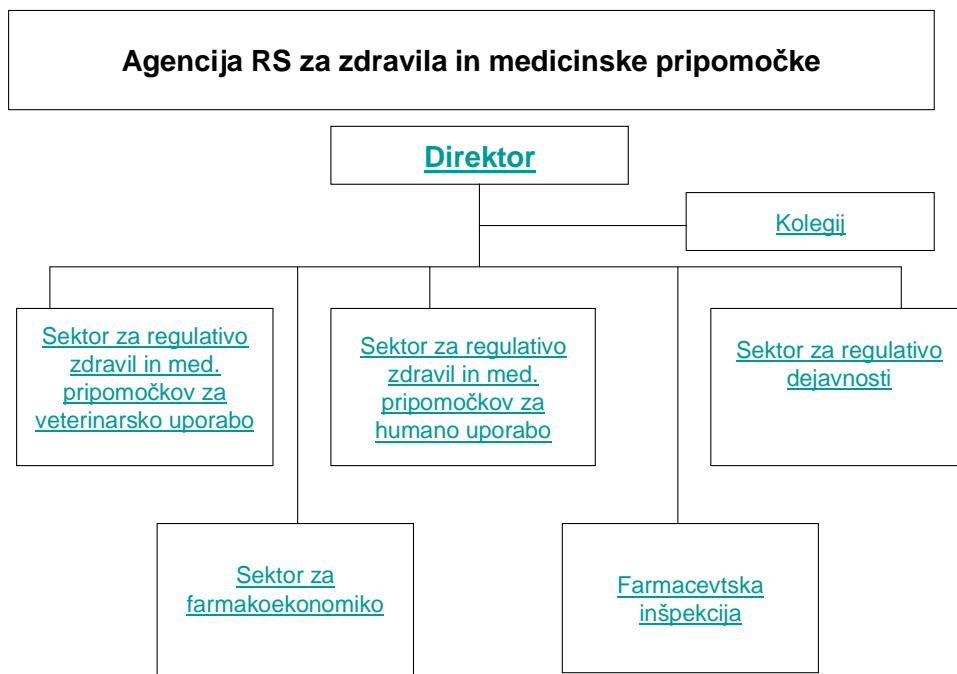 Agencija RS za zdravila in medicinske pripomočke
Direktor
Kolegij
Sektor za regulativo
zdravil in med.
pripomočkov za
veterinarsko uporabo
Sektor za regulativo
zdravil in med.
pripomočkov za
humano uporabo
Sektor za regulativo
dejavnosti
Sektor za
farmakoekonomiko
Farmacevtska
inšpekcija